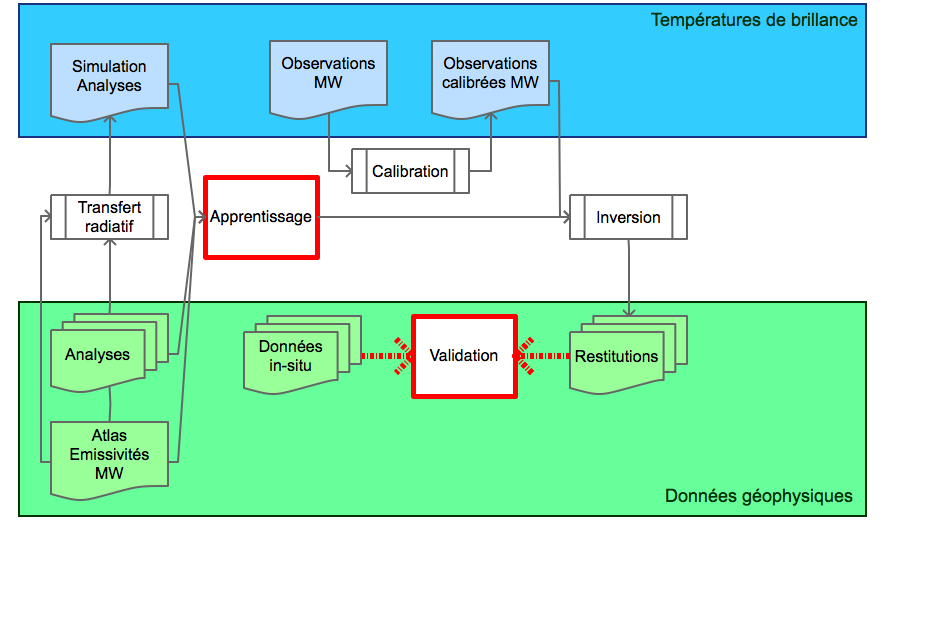 Températures de brillance
Simulation
Analyses
Observations
MW
Observations
calibrées MW
Calibration
Transfert
radiatif
Apprentissage
Inversion
Analyses
Données
in-situ
Validation
Restitutions
Atlas
Emissivités
MW
Données géophysiques